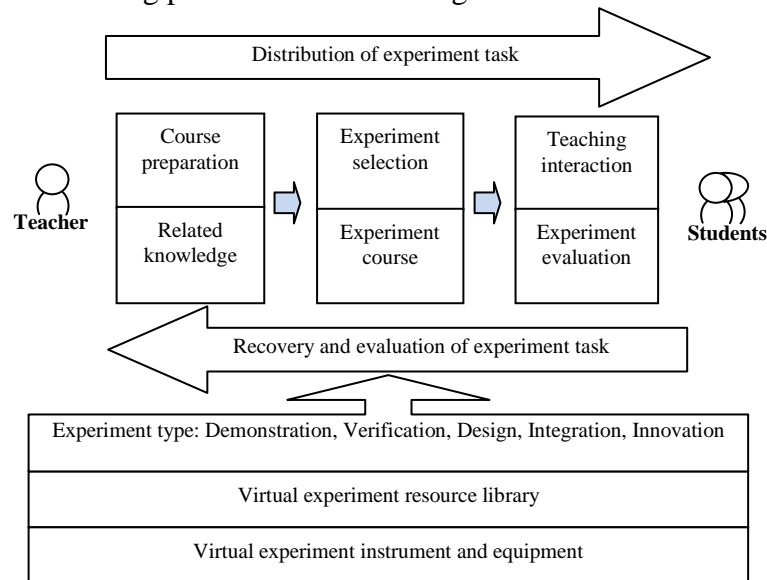 Distribution of experiment task
Course
preparation
Related
knowledge
Experiment
selection
Experiment
course
Teaching
interaction
Experiment
evaluation
Teacher
Students
Recovery and evaluation of experiment task
Experiment type: Demonstration, Verification, Design, Integration, Innovation
Virtual experiment resource library
Virtual experiment instrument and equipment